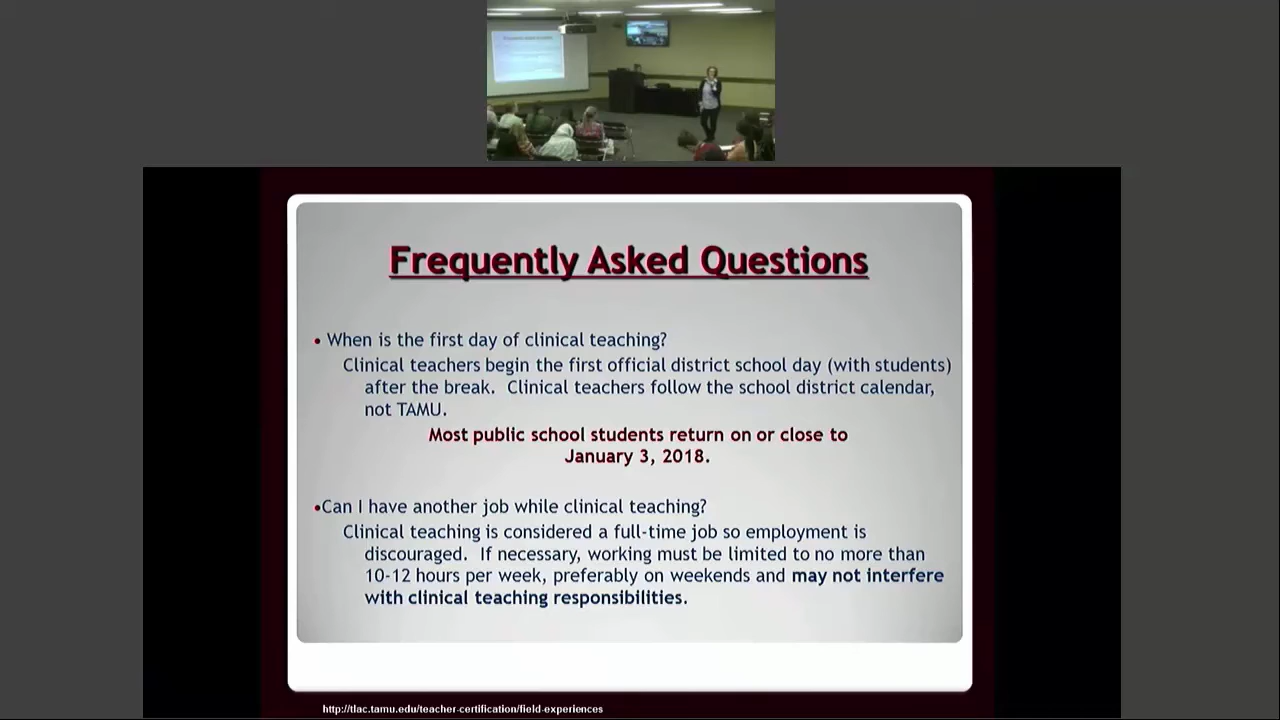 Frequently Asked Questions
• When is the first day of clinical teaching?
Clinical teachers begin the first official district school day (with students)
after the break. Clinical teachers follow the school district calendar,
not TAMU.
Most public school students return on or close to
January 3, 2018.
•Can I have another job while clinical teaching?
Clinical teaching is considered a full-time job so employment is
discouraged. If necessary, working must be limited to no more than
10-12 hours per week, preferably on weekends and may not interfere
with clinical teaching responsibilities.
http://tlac.tamu.edu/teacher-certification/field-experiences